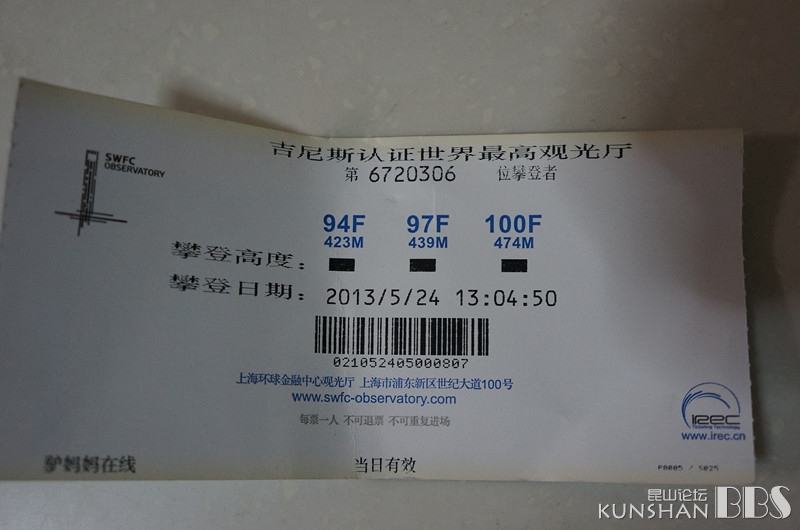 SWFC
OBSERVATORY
吉尼斯认证世界最高观光厅
第 6720306 位攀登者
94F 97F 100F
423M 439M 474M
攀登高度：
攀登日期： 2013/5/24 13:04:50
021052405000807
上海环球金融中心观光厅 上海市浦东新区世纪大道100号
www.swfc-observatory.com
每票一人 不可退票 不可重复进场
irec
Ticketing Technology
www.irec.cn
驴妈妈在线 当日有效 P0005 / S025
昆山论坛
KUNSHAN BBS